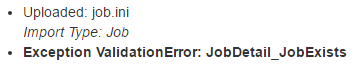 Uploaded: job.ini
Import Type: Job
Exception ValidationError: JobDetail_JobExists